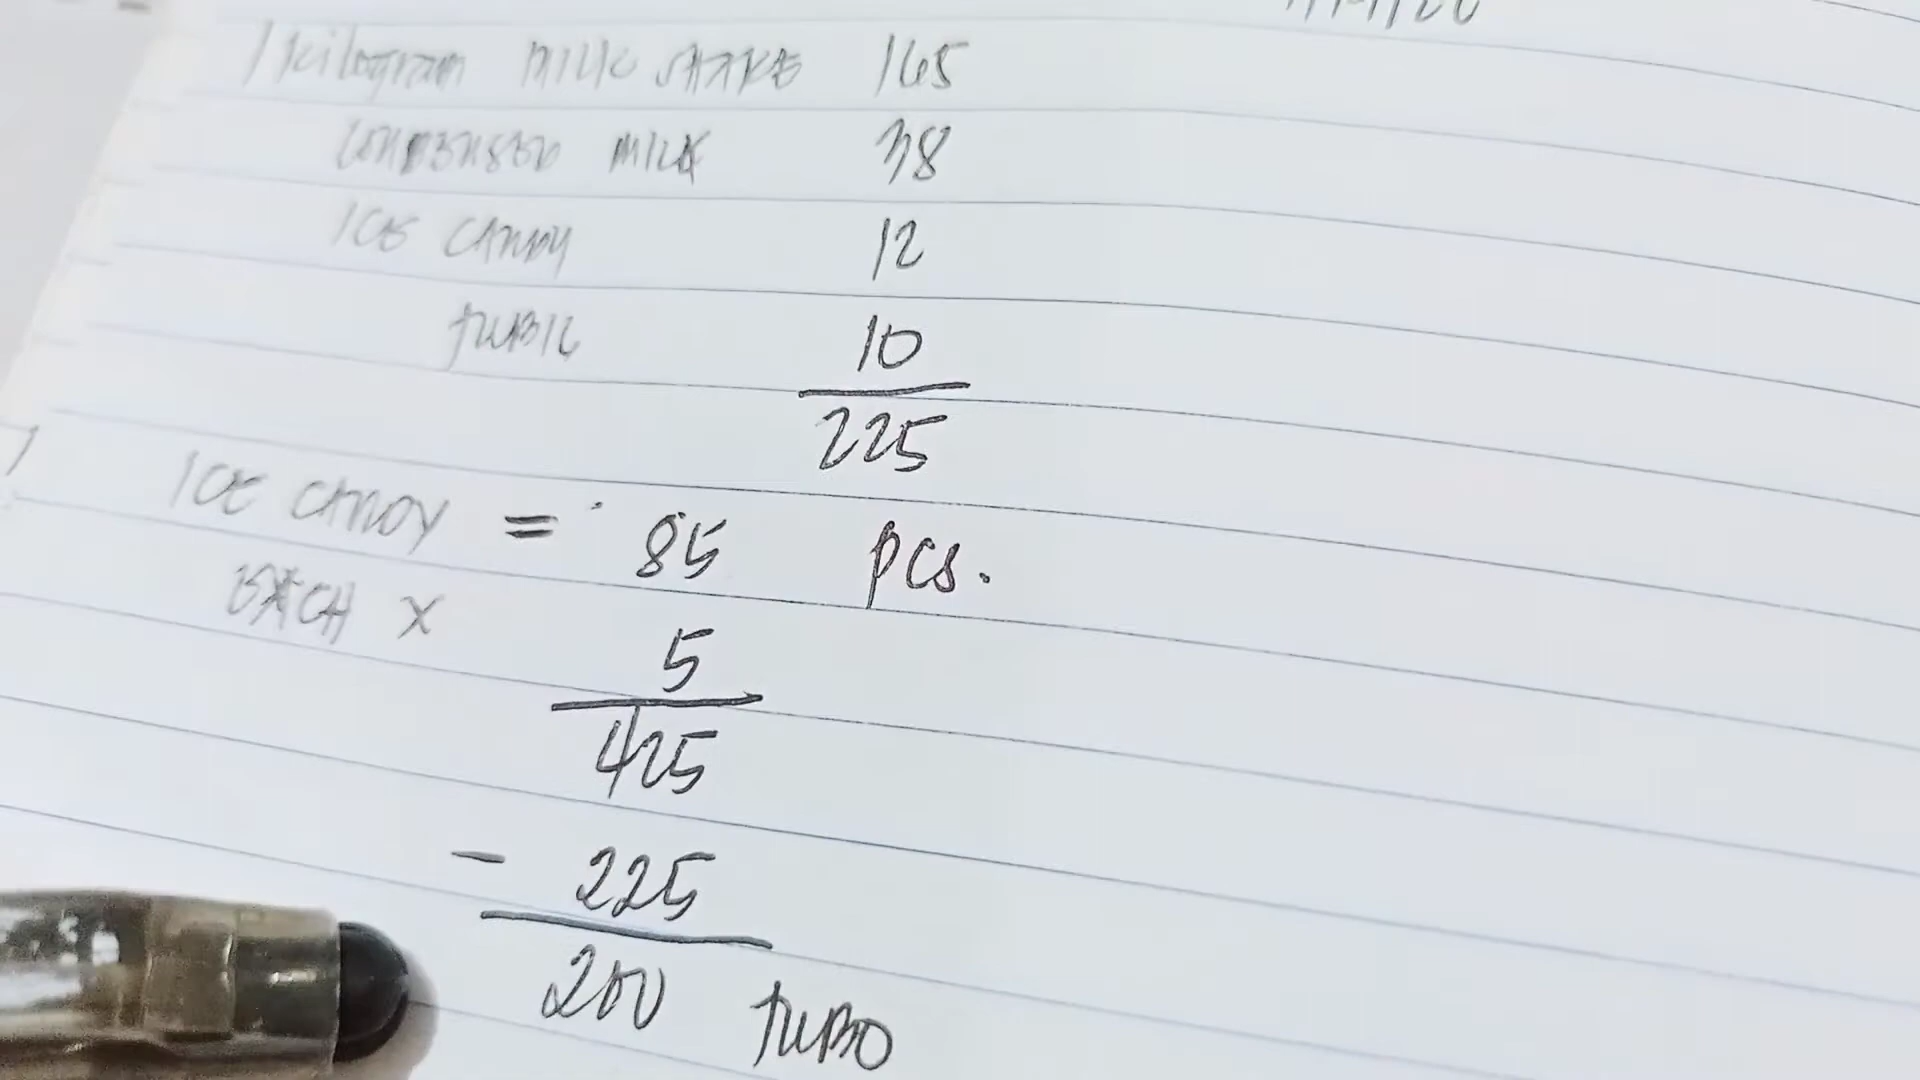 1 kilogram MILK SHAKE 165
CONDENSED MILK 38
ICE CANDY 12
TUBIG 10
225
ICE CANDY = 85 pcs.
EACH X
5
425
- 225
200 TUBO